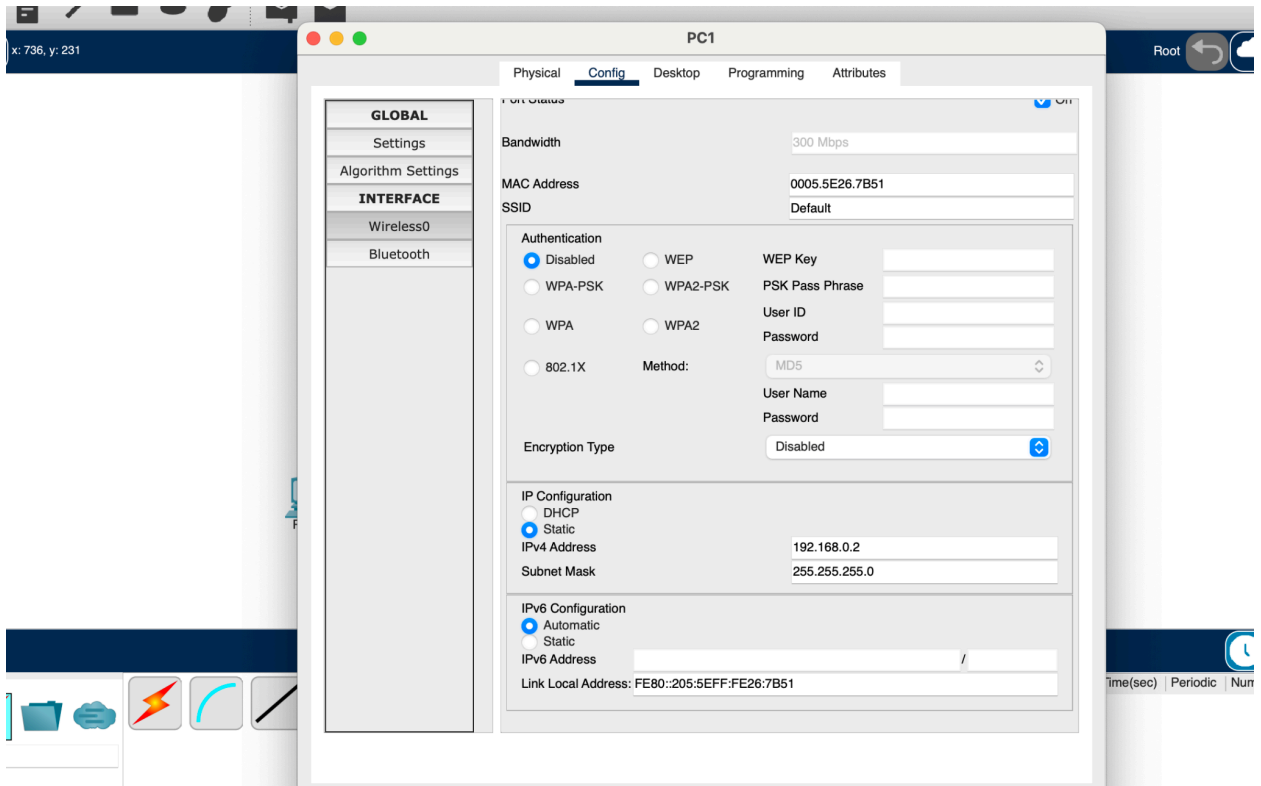 x: 736, y: 231
PC1
Root
Physical Config Desktop Programming Attributes
GLOBAL
Settings
Algorithm Settings
INTERFACE
Wireless0
Bluetooth
Port Status On
Bandwidth 300 Mbps
MAC Address 0005.5E26.7B51
SSID Default
Authentication
Disabled WEP WEP Key
WPA-PSK WPA2-PSK PSK Pass Phrase
User ID
WPA WPA2
Password
802.1X Method: MD5
User Name
Password
Encryption Type Disabled
IP Configuration
DHCP
Static
IPv4 Address 192.168.0.2
Subnet Mask 255.255.255.0
IPv6 Configuration
Automatic
Static
IPv6 Address /
Link Local Address: FE80::205:5EFF:FE26:7B51
Time(sec) Periodic Num